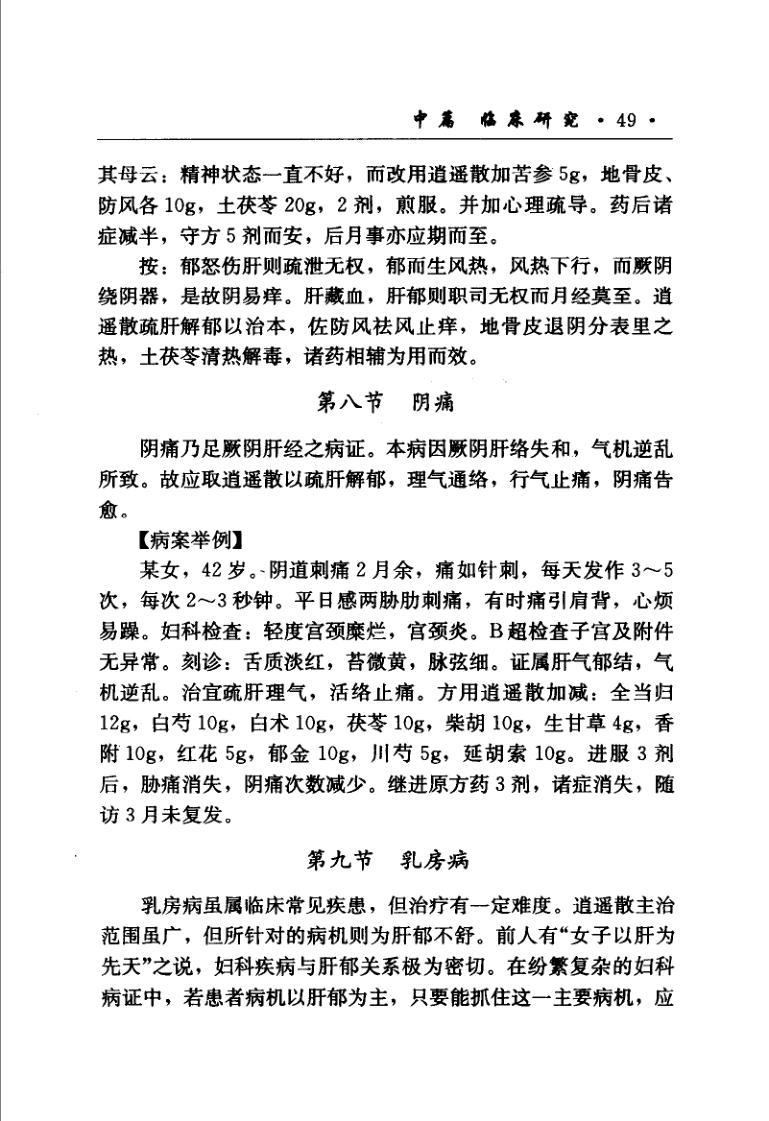 中篇 临床研究 · 49 ·
其母云：精神状态一直不好，而改用逍遥散加苦参 5g，地骨皮、
防风各 10g，土茯苓 20g，2 剂，煎服。并加心理疏导。药后诸
症减半，守方 5 剂而安，后月事亦应期而至。
按：郁怒伤肝则疏泄无权，郁而生风热，风热下行，而厥阴
绕阴器，是故阴易痒。肝藏血，肝郁则职司无权而月经莫至。逍
遥散疏肝解郁以治本，佐防风祛风止痒，地骨皮退阴分表里之
热，土茯苓清热解毒，诸药相辅为用而效。
第八节 阴痛
阴痛乃足厥阴肝经之病证。本病因厥阴肝络失和，气机逆乱
所致。故应取逍遥散以疏肝解郁，理气通络，行气止痛，阴痛告
愈。
【病案举例】
某女，42 岁。阴道刺痛 2 月余，痛如针刺，每天发作 3～5
次，每次 2～3 秒钟。平日感两胁肋刺痛，有时痛引肩背，心烦
易躁。妇科检查：轻度宫颈糜烂，宫颈炎。B 超检查子宫及附件
无异常。刻诊：舌质淡红，苔微黄，脉弦细。证属肝气郁结，气
机逆乱。治宜疏肝理气，活络止痛。方用逍遥散加减：全当归
12g，白芍 10g，白术 10g，茯苓 10g，柴胡 10g，生甘草 4g，香
附 10g，红花 5g，郁金 10g，川芎 5g，延胡索 10g。进服 3 剂
后，胁痛消失，阴痛次数减少。继进原方药 3 剂，诸症消失，随
访 3 月未复发。
第九节 乳房病
乳房病虽属临床常见疾患，但治疗有一定难度。逍遥散主治
范围虽广，但所针对的病机则为肝郁不舒。前人有“女子以肝为
先天”之说，妇科疾病与肝郁关系极为密切。在纷繁复杂的妇科
病证中，若患者病机以肝郁为主，只要能抓住这一主要病机，应